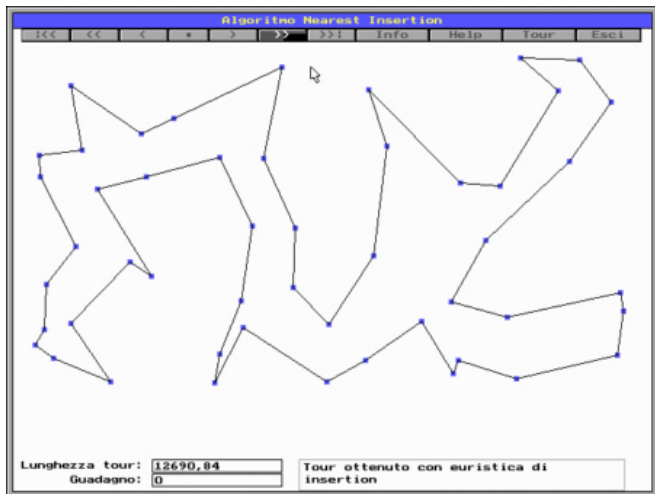 Algoritmo Nearest Insertion
|<< << < ▪ > >> >>| Info Help Tour Esci
Lunghezza tour: 12690,84
Guadagno: 0
Tour ottenuto con euristica di
insertion